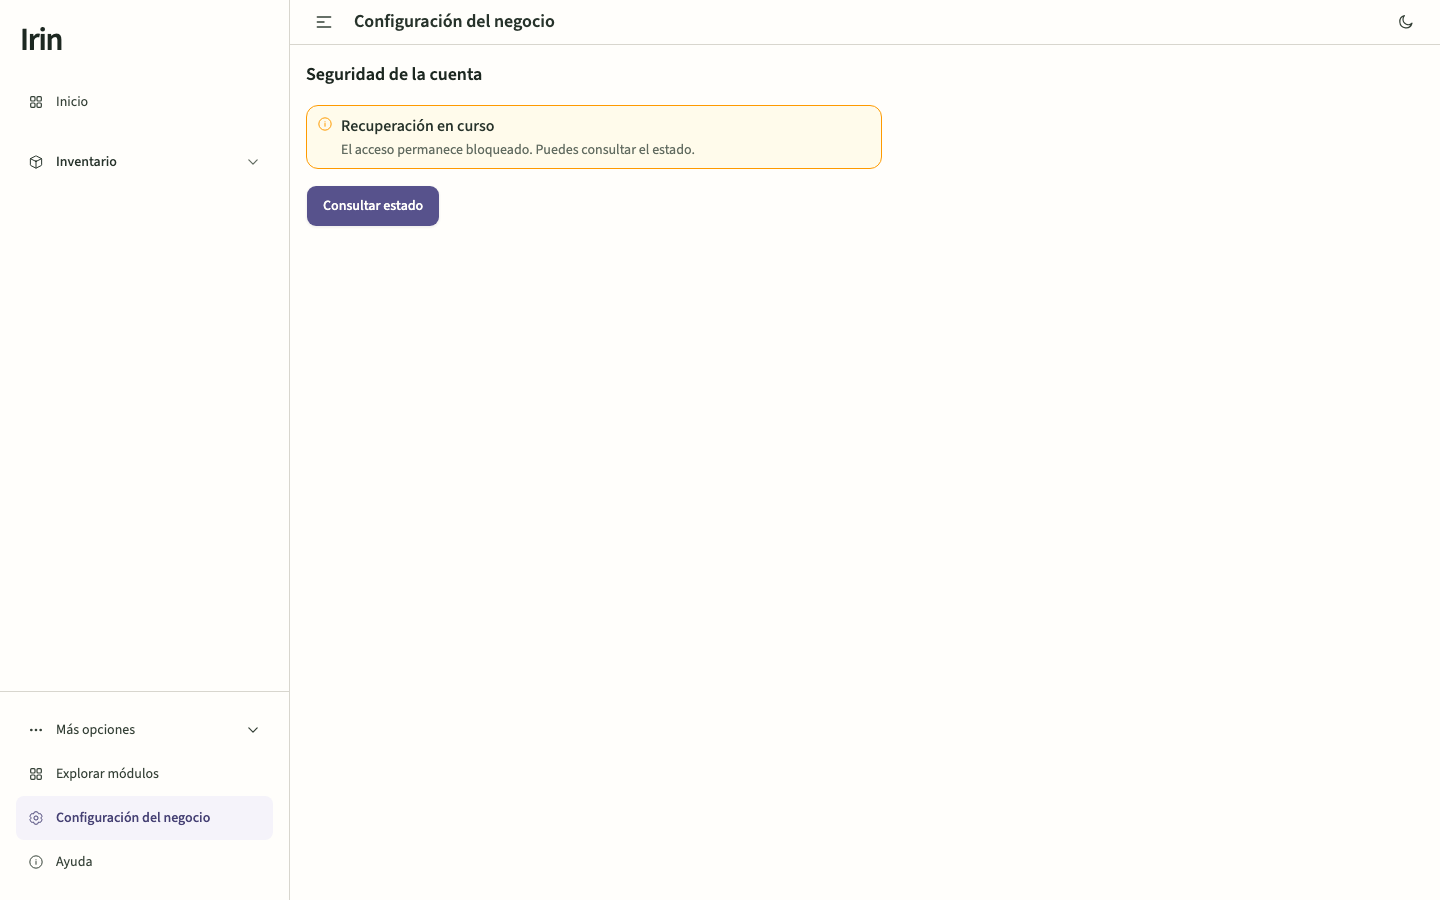 Irin
Inicio
Inventario
Más opciones
Explorar módulos
Configuración del negocio
Ayuda
Configuración del negocio
Seguridad de la cuenta
Recuperación en curso
El acceso permanece bloqueado. Puedes consultar el estado.
Consultar estado